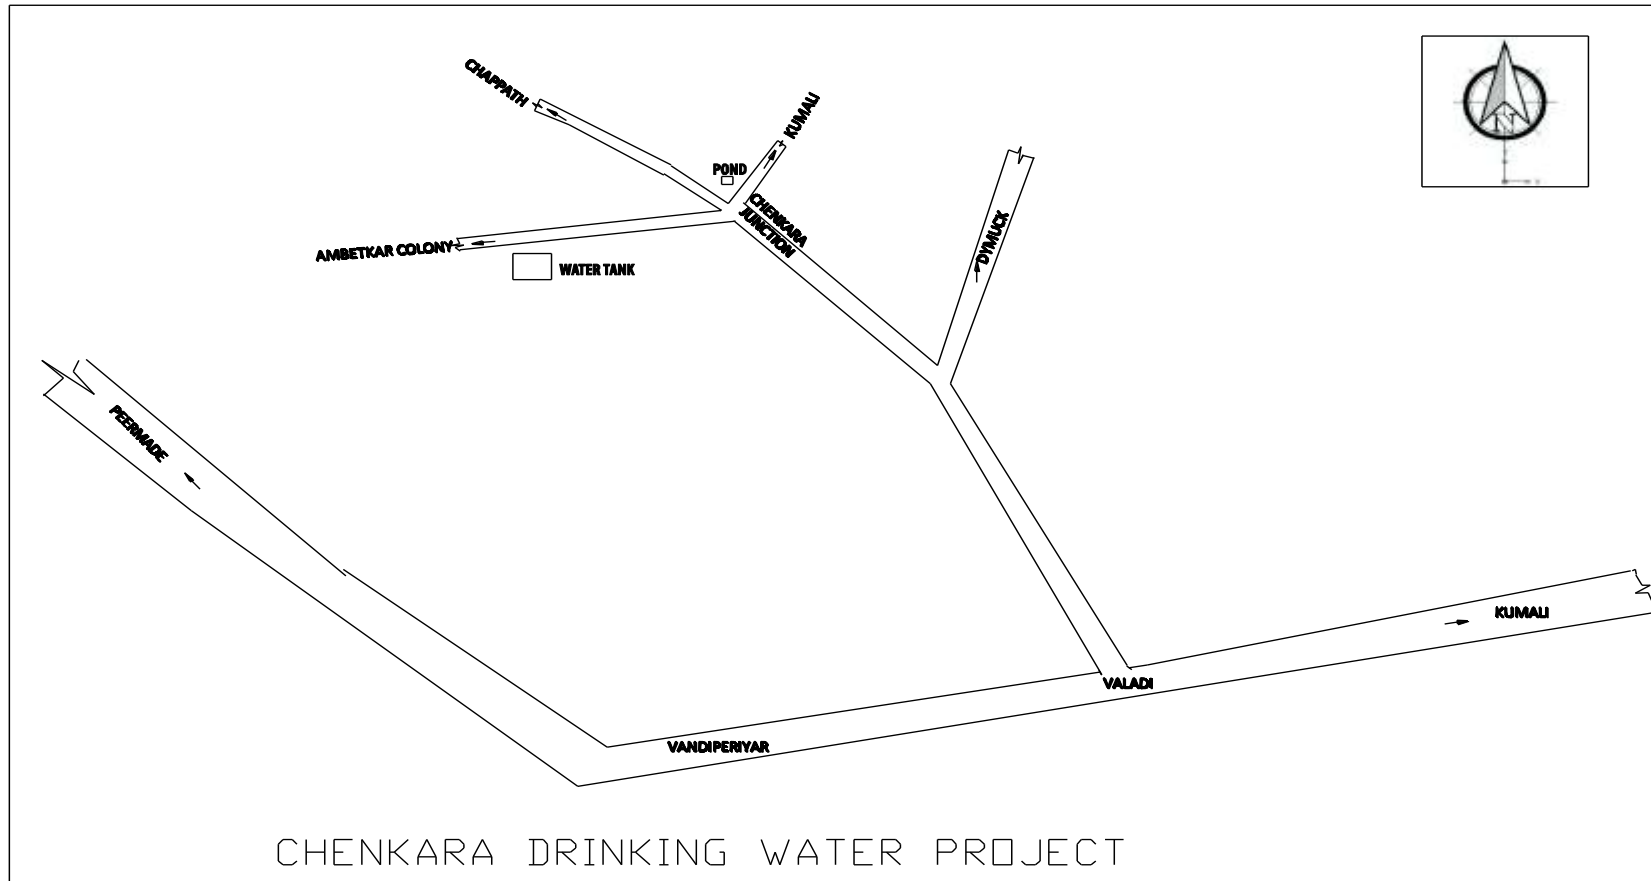 CHAPPATH
KUMALI
POND
CHENKARA
JUNCTION
DYMUCK
N
AMBETKAR COLONY
WATER TANK
PEERMADE
KUMALI
VALADI
VANDIPERIYAR
CHENKARA DRINKING WATER PROJECT